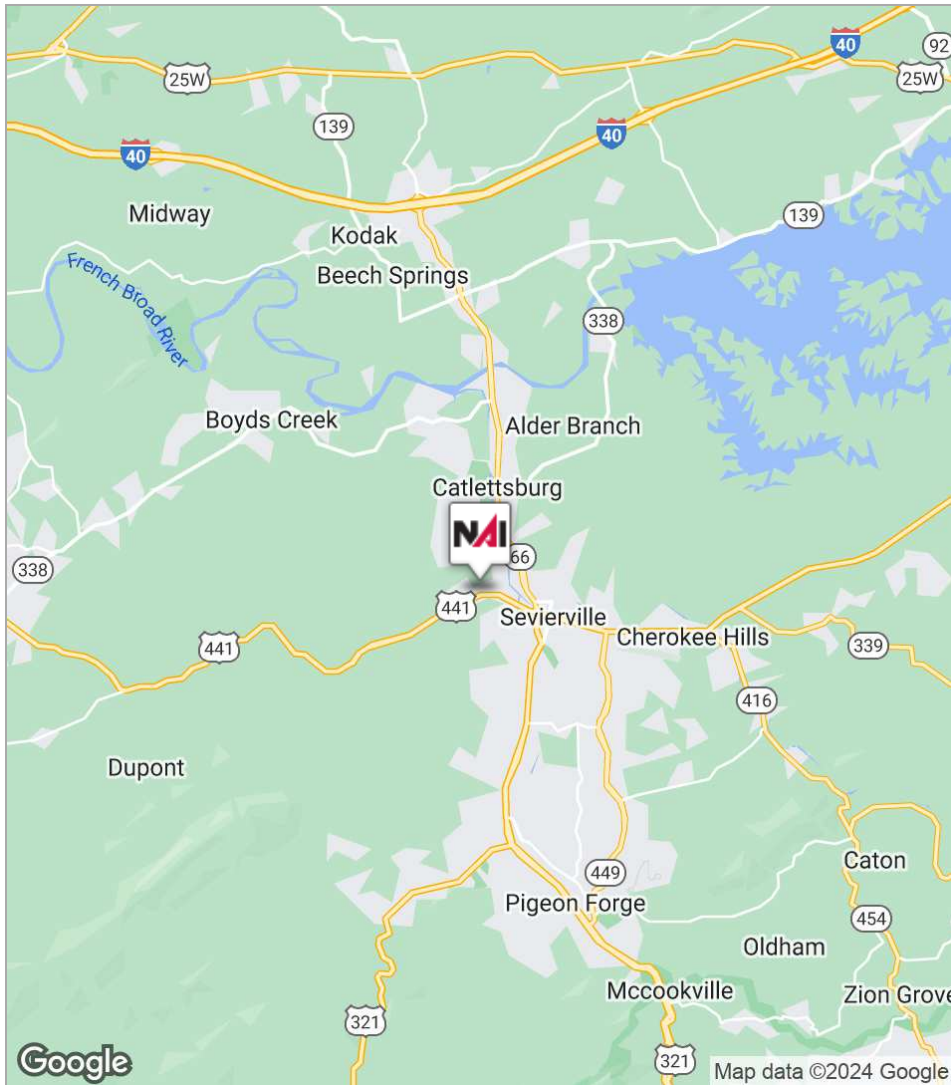 40
92
25W
25W
139
40
40
Midway
139
Kodak
Beech Springs
French Broad River
338
Boyds Creek
Alder Branch
Catlettsburg
NAI
66
338
441
Sevierville
441
Cherokee Hills
339
416
Dupont
449
Caton
Pigeon Forge
454
Oldham
Mccookville
Zion Grove
321
321
Google
Map data ©2024 Google